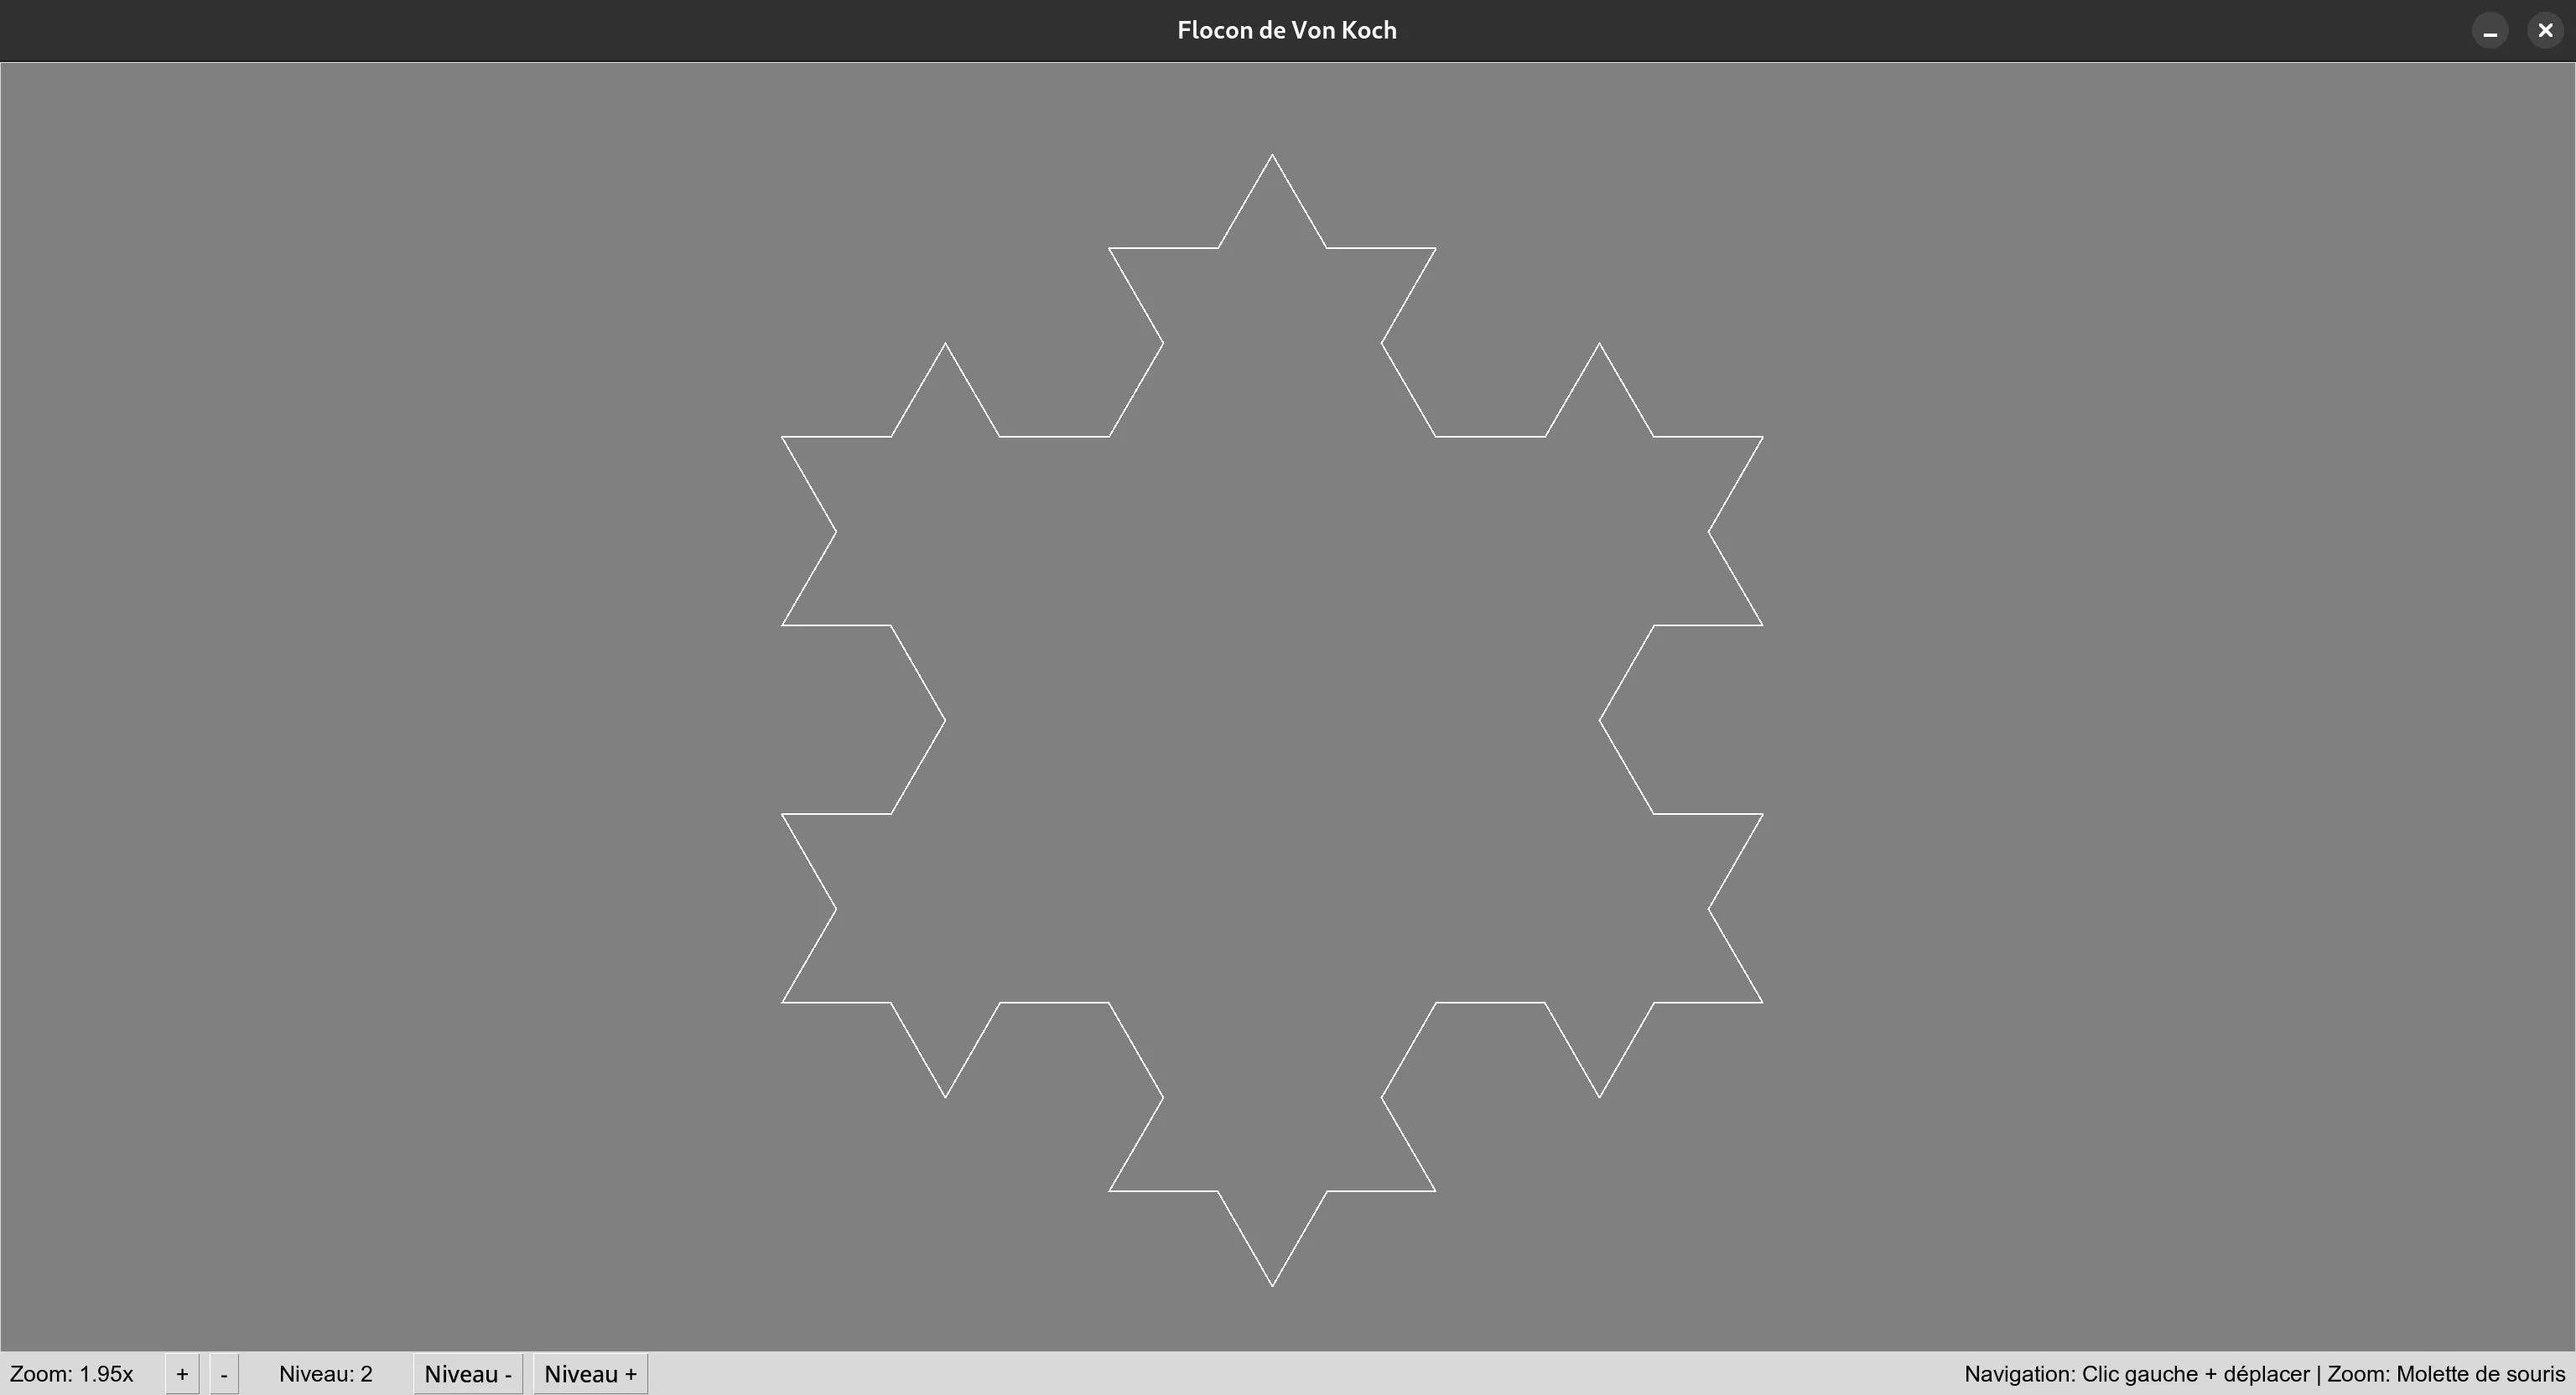 Flocon de Von Koch
Zoom: 1.95x + - Niveau: 2 Niveau - Niveau + Navigation: Clic gauche + déplacer | Zoom: Molette de souris